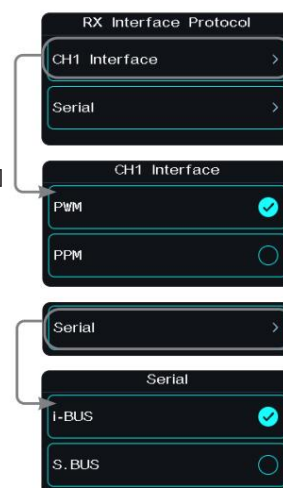 RX Interface Protocol
CH1 Interface
Serial
CH1 Interface
PWM
PPM
Serial
Serial
i-BUS
S.BUS